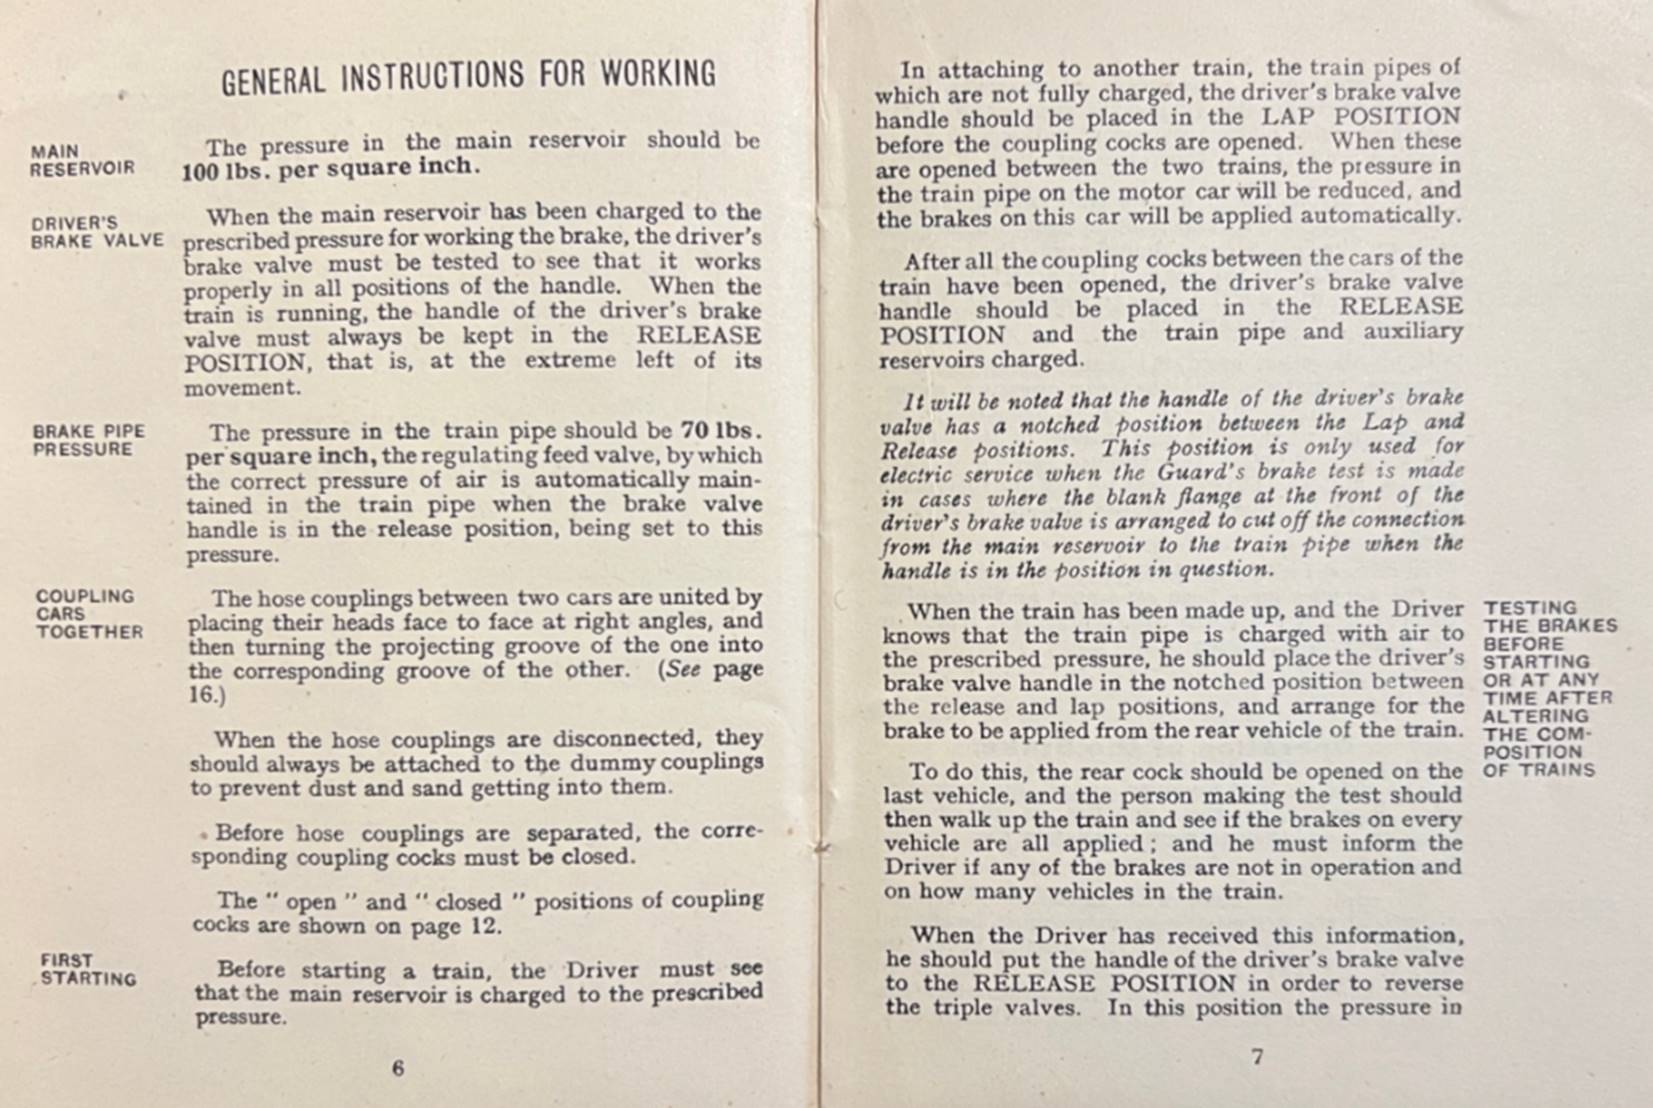 GENERAL INSTRUCTIONS FOR WORKING
MAIN
RESERVOIR
The pressure in the main reservoir should be
100 lbs. per square inch.
DRIVER'S
BRAKE VALVE
When the main reservoir has been charged to the
prescribed pressure for working the brake, the driver's
brake valve must be tested to see that it works
properly in all positions of the handle. When the
train is running, the handle of the driver's brake
valve must always be kept in the RELEASE
POSITION, that is, at the extreme left of its
movement.
BRAKE PIPE
PRESSURE
The pressure in the train pipe should be 70 lbs.
per square inch, the regulating feed valve, by which
the correct pressure of air is automatically main-
tained in the train pipe when the brake valve
handle is in the release position, being set to this
pressure.
COUPLING
CARS
TOGETHER
The hose couplings between two cars are united by
placing their heads face to face at right angles, and
then turning the projecting groove of the one into
the corresponding groove of the other. (See page
16.)
When the hose couplings are disconnected, they
should always be attached to the dummy couplings
to prevent dust and sand getting into them.
Before hose couplings are separated, the corre-
sponding coupling cocks must be closed.
The " open " and " closed " positions of coupling
cocks are shown on page 12.
FIRST
STARTING
Before starting a train, the Driver must see
that the main reservoir is charged to the prescribed
pressure.
6
In attaching to another train, the train pipes of
which are not fully charged, the driver's brake valve
handle should be placed in the LAP POSITION
before the coupling cocks are opened. When these
are opened between the two trains, the pressure in
the train pipe on the motor car will be reduced, and
the brakes on this car will be applied automatically.
After all the coupling cocks between the cars of the
train have been opened, the driver's brake valve
handle should be placed in the RELEASE
POSITION and the train pipe and auxiliary
reservoirs charged.
It will be noted that the handle of the driver's brake
valve has a notched position between the Lap and
Release positions. This position is only used for
electric service when the Guard's brake test is made
in cases where the blank flange at the front of the
driver's brake valve is arranged to cut off the connection
from the main reservoir to the train pipe when the
handle is in the position in question.
When the train has been made up, and the Driver
knows that the train pipe is charged with air to
the prescribed pressure, he should place the driver's
brake valve handle in the notched position between
the release and lap positions, and arrange for the
brake to be applied from the rear vehicle of the train.
TESTING
THE BRAKES
BEFORE
STARTING
OR AT ANY
TIME AFTER
ALTERING
THE COM-
POSITION
OF TRAINS
To do this, the rear cock should be opened on the
last vehicle, and the person making the test should
then walk up the train and see if the brakes on every
vehicle are all applied ; and he must inform the
Driver if any of the brakes are not in operation and
on how many vehicles in the train.
When the Driver has received this information,
he should put the handle of the driver's brake valve
to the RELEASE POSITION in order to reverse
the triple valves. In this position the pressure in
7